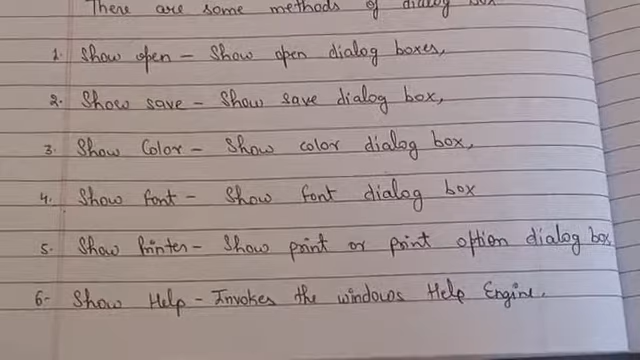 There are some methods of dialog box
1. Show open - Show open dialog boxes,
2. Show save - Show save dialog box,
3. Show Color - Show color dialog box,
4. Show font - Show font dialog box
5. Show Printer - Show print or print option dialog box
6- Show Help - Invokes the windows Help Engine.